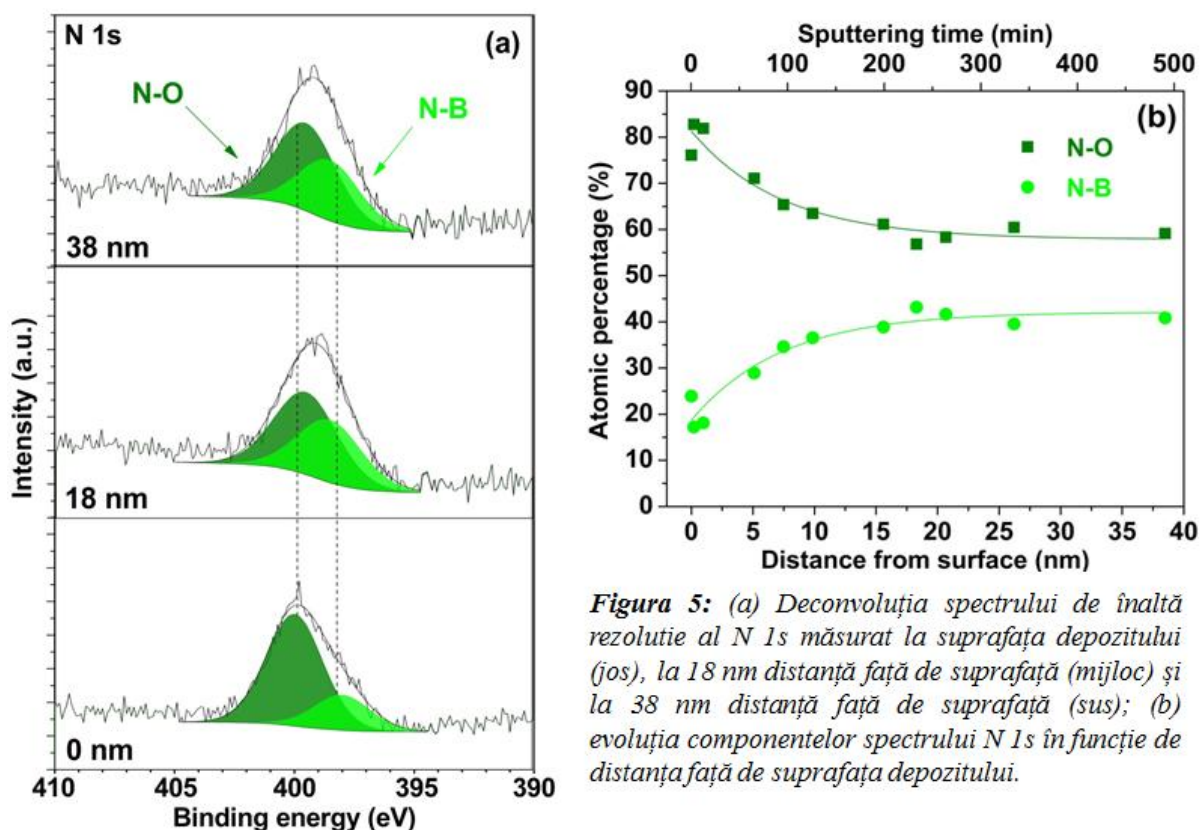 N 1s
(a)
N-O
N-B
38 nm
18 nm
0 nm
Intensity (a.u.)
410 405 400 395 390
Binding energy (eV)
Sputtering time (min)
0 100 200 300 400 500
(b)
N-O
N-B
90
80
70
60
50
40
30
20
10
0
Atomic percentage (%)
0 5 10 15 20 25 30 35 40
Distance from surface (nm)
Figura 5: (a) Deconvoluția spectrului de înaltă
rezolutie al N 1s măsurat la suprafața depozitului
(jos), la 18 nm distanță față de suprafață (mijloc) și
la 38 nm distanță față de suprafață (sus); (b)
evoluția componentelor spectrului N 1s în funcție de
distanța față de suprafața depozitului.